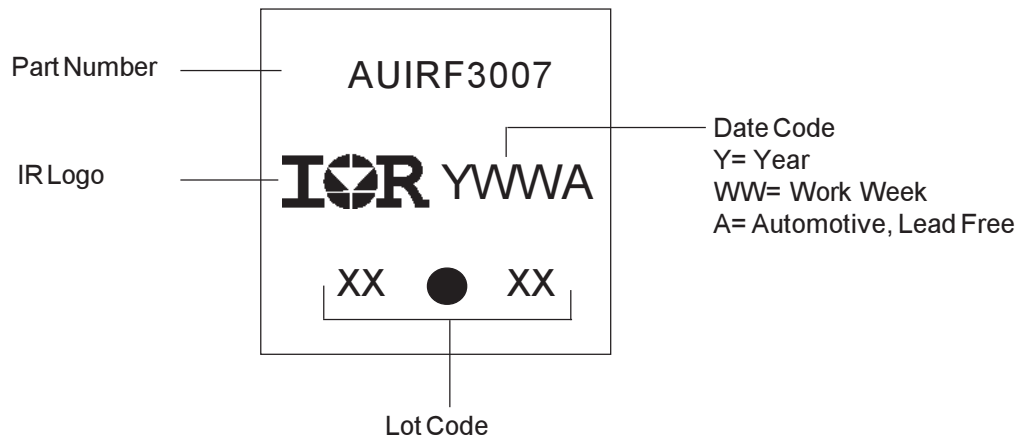 Part Number
AUIRF3007
IR Logo
IOR YWWA
Date Code
Y= Year
WW= Work Week
A= Automotive, Lead Free
XX XX
Lot Code